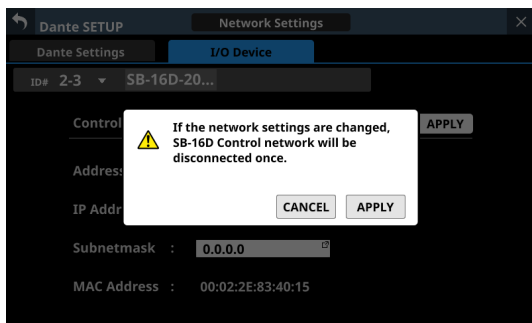 Dante SETUP
Network Settings
Dante Settings
I/O Device
ID# 2-3 SB-16D-20...
Control
APPLY
If the network settings are changed,
SB-16D Control network will be
disconnected once.
Address
IP Addr
CANCEL APPLY
Subnetmask : 0.0.0.0
MAC Address : 00:02:2E:83:40:15